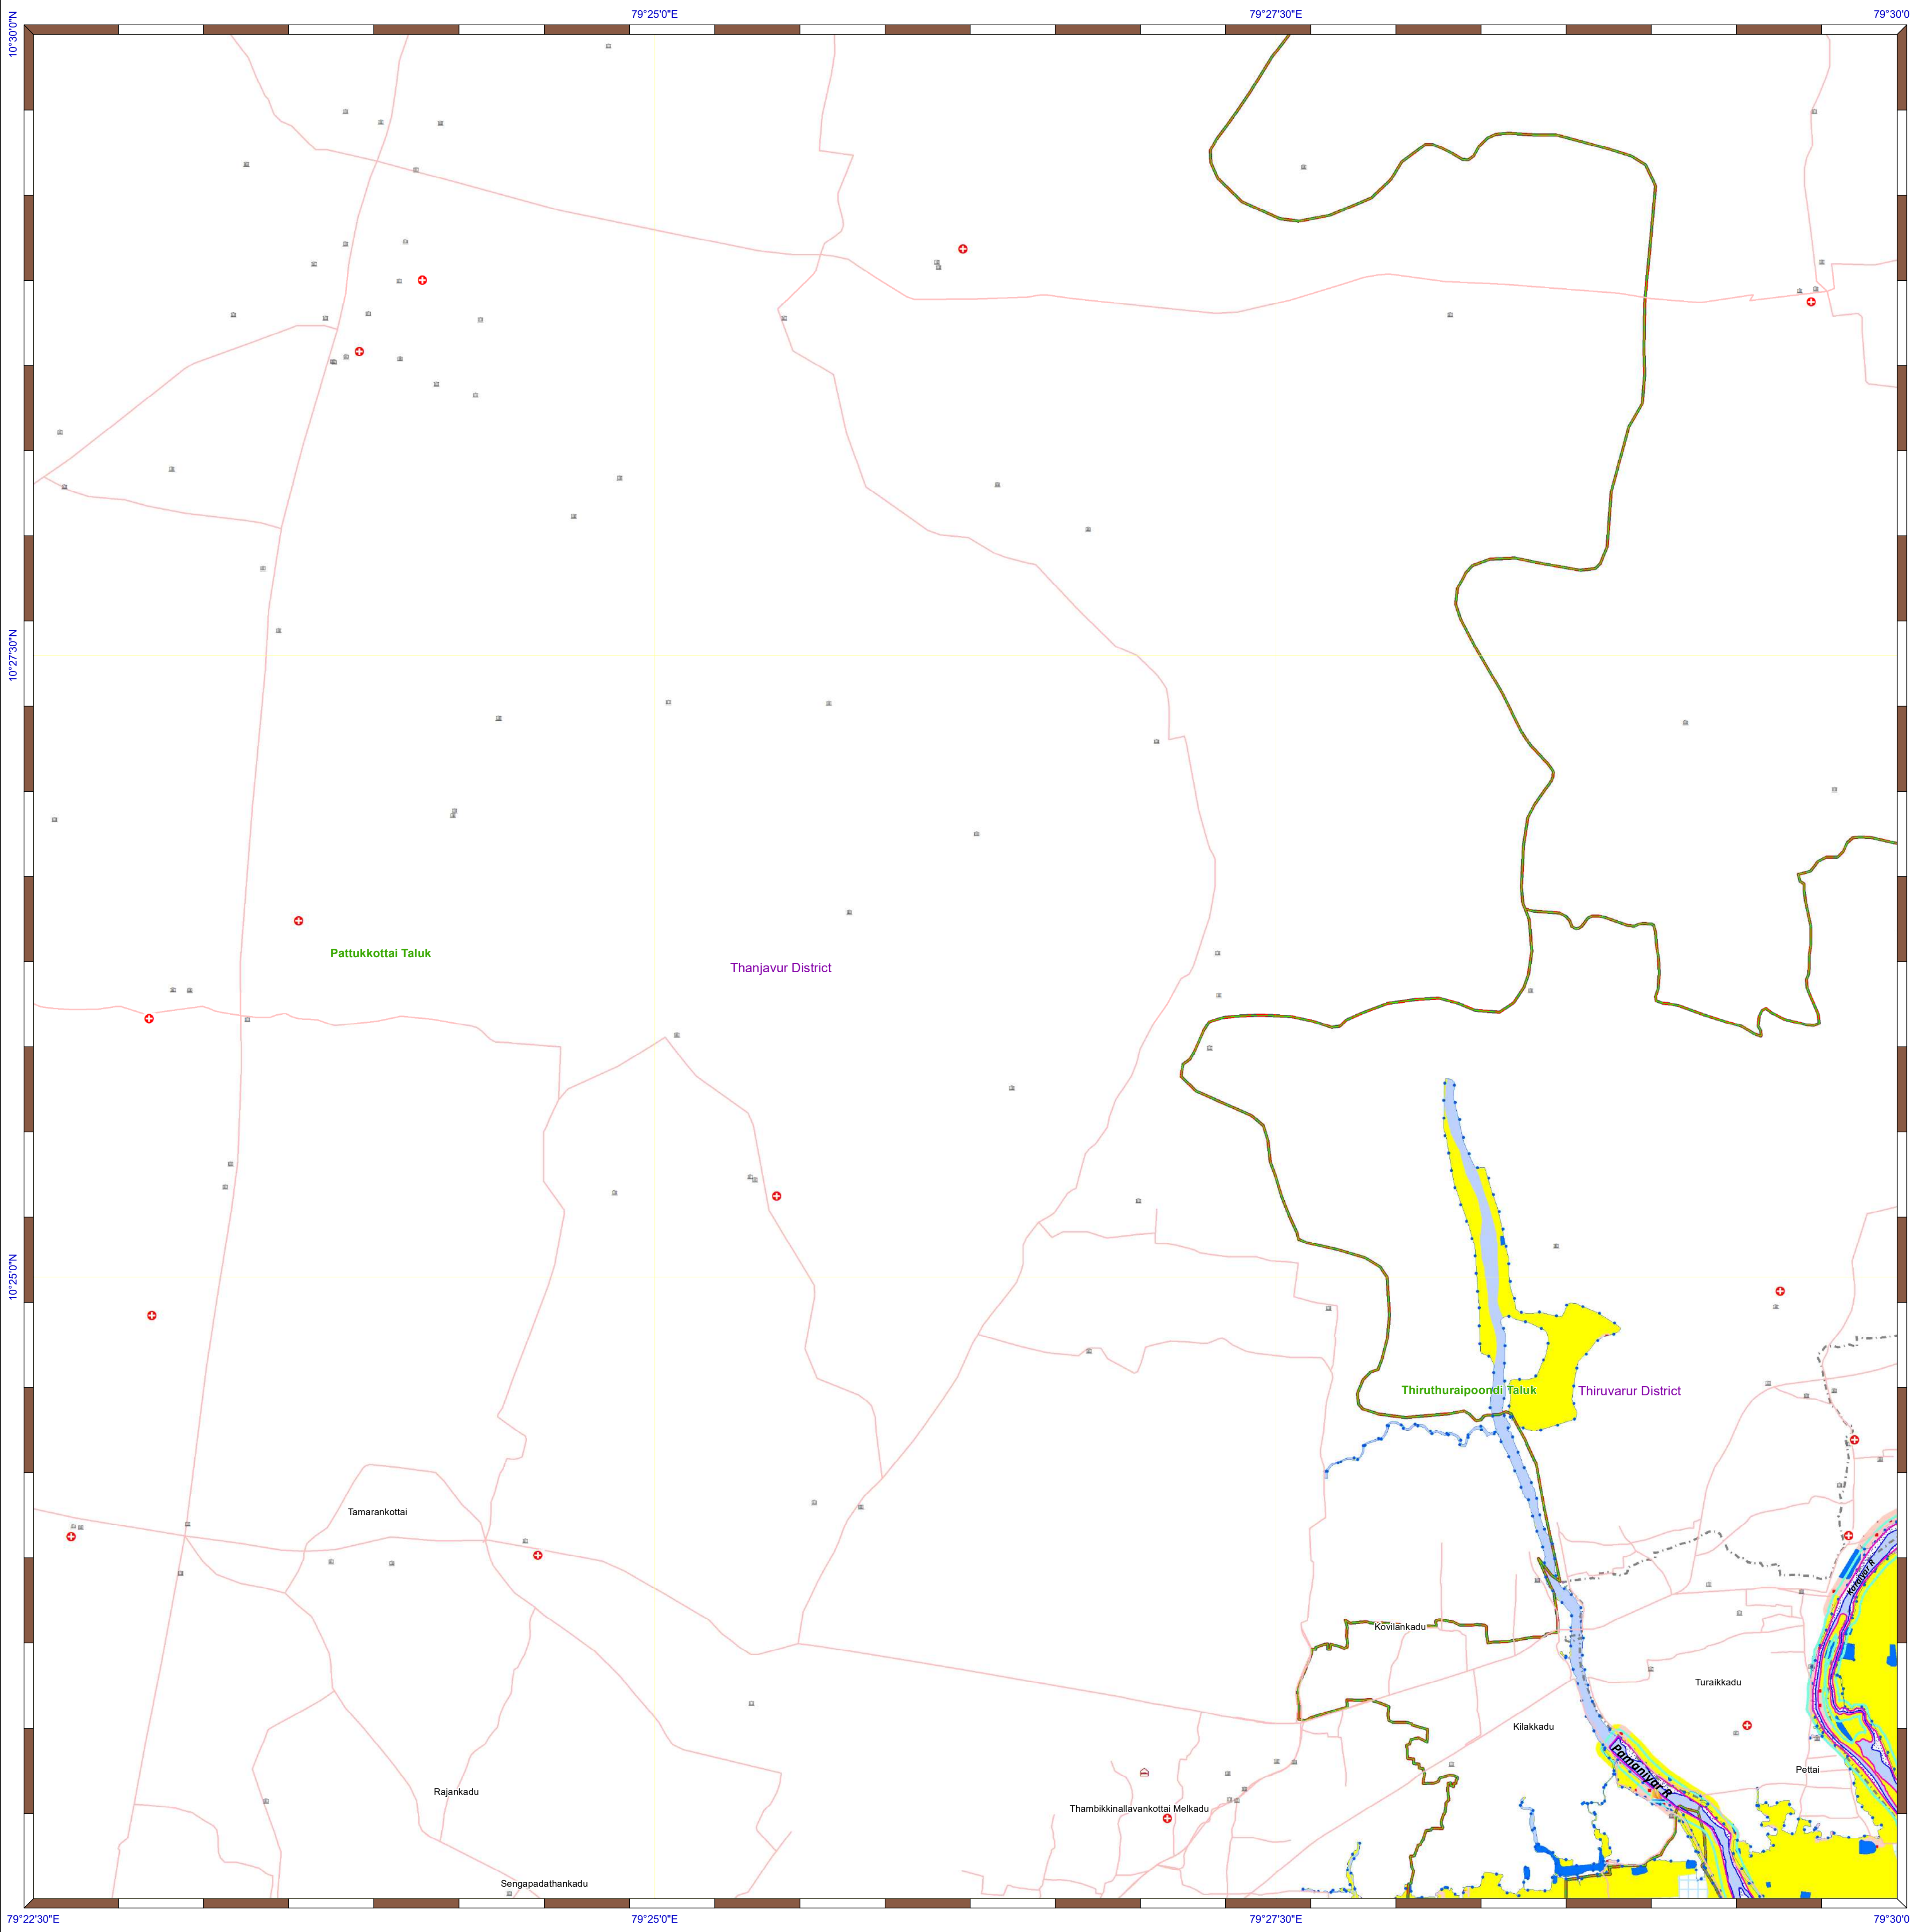 79°25'0"E
79°27'30"E
79°30'0
10°30'0"N
10°27'30"N
Pattukkottai Taluk
Thanjavur District
10°25'0"N
Thiruthuraipoondi Taluk
Thiruvarur District
Tamarankottai
Kovilankadu
Turaikkadu
Kilakkadu
Pamaniyar R
Pettai
Rajankadu
Thambikkinallavankottai Melkadu
Sengapadathankadu
79°22'30"E
79°25'0"E
79°27'30"E
79°30'0